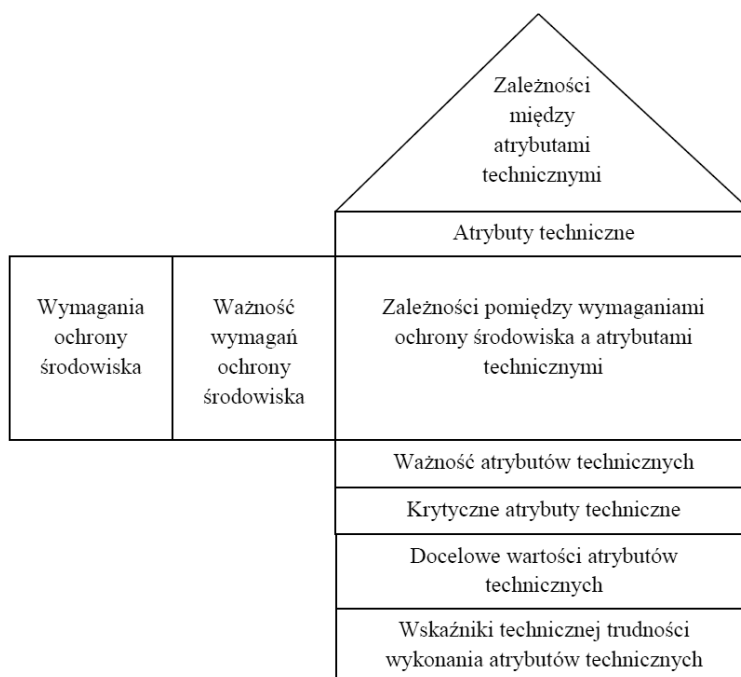 Zależności
między
atrybutami
technicznymi
Atrybuty techniczne
Wymagania
ochrony
środowiska
Ważność
wymagań
ochrony
środowiska
Zależności pomiędzy wymaganiami
ochrony środowiska a atrybutami
technicznymi
Ważność atrybutów technicznych
Krytyczne atrybuty techniczne
Docelowe wartości atrybutów
technicznych
Wskaźniki technicznej trudności
wykonania atrybutów technicznych